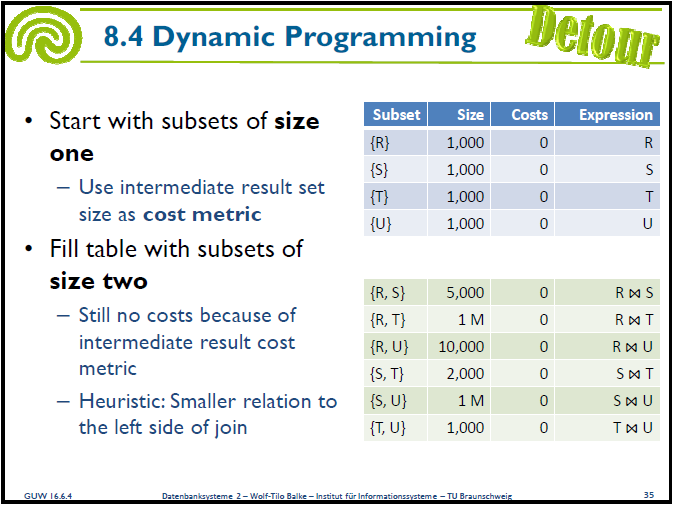 8.4 Dynamic Programming
Detour
• Start with subsets of size
one
– Use intermediate result set
size as cost metric
• Fill table with subsets of
size two
– Still no costs because of
intermediate result cost
metric
– Heuristic: Smaller relation to
the left side of join
Subset Size Costs Expression
{R} 1,000 0 R
{S} 1,000 0 S
{T} 1,000 0 T
{U} 1,000 0 U
{R, S} 5,000 0 R ⋈ S
{R, T} 1 M 0 R ⋈ T
{R, U} 10,000 0 R ⋈ U
{S, T} 2,000 0 S ⋈ T
{S, U} 1 M 0 S ⋈ U
{T, U} 1,000 0 T ⋈ U
GUW 16.6.4 Datenbanksysteme 2 – Wolf-Tilo Balke – Institut für Informationssysteme – TU Braunschweig 35